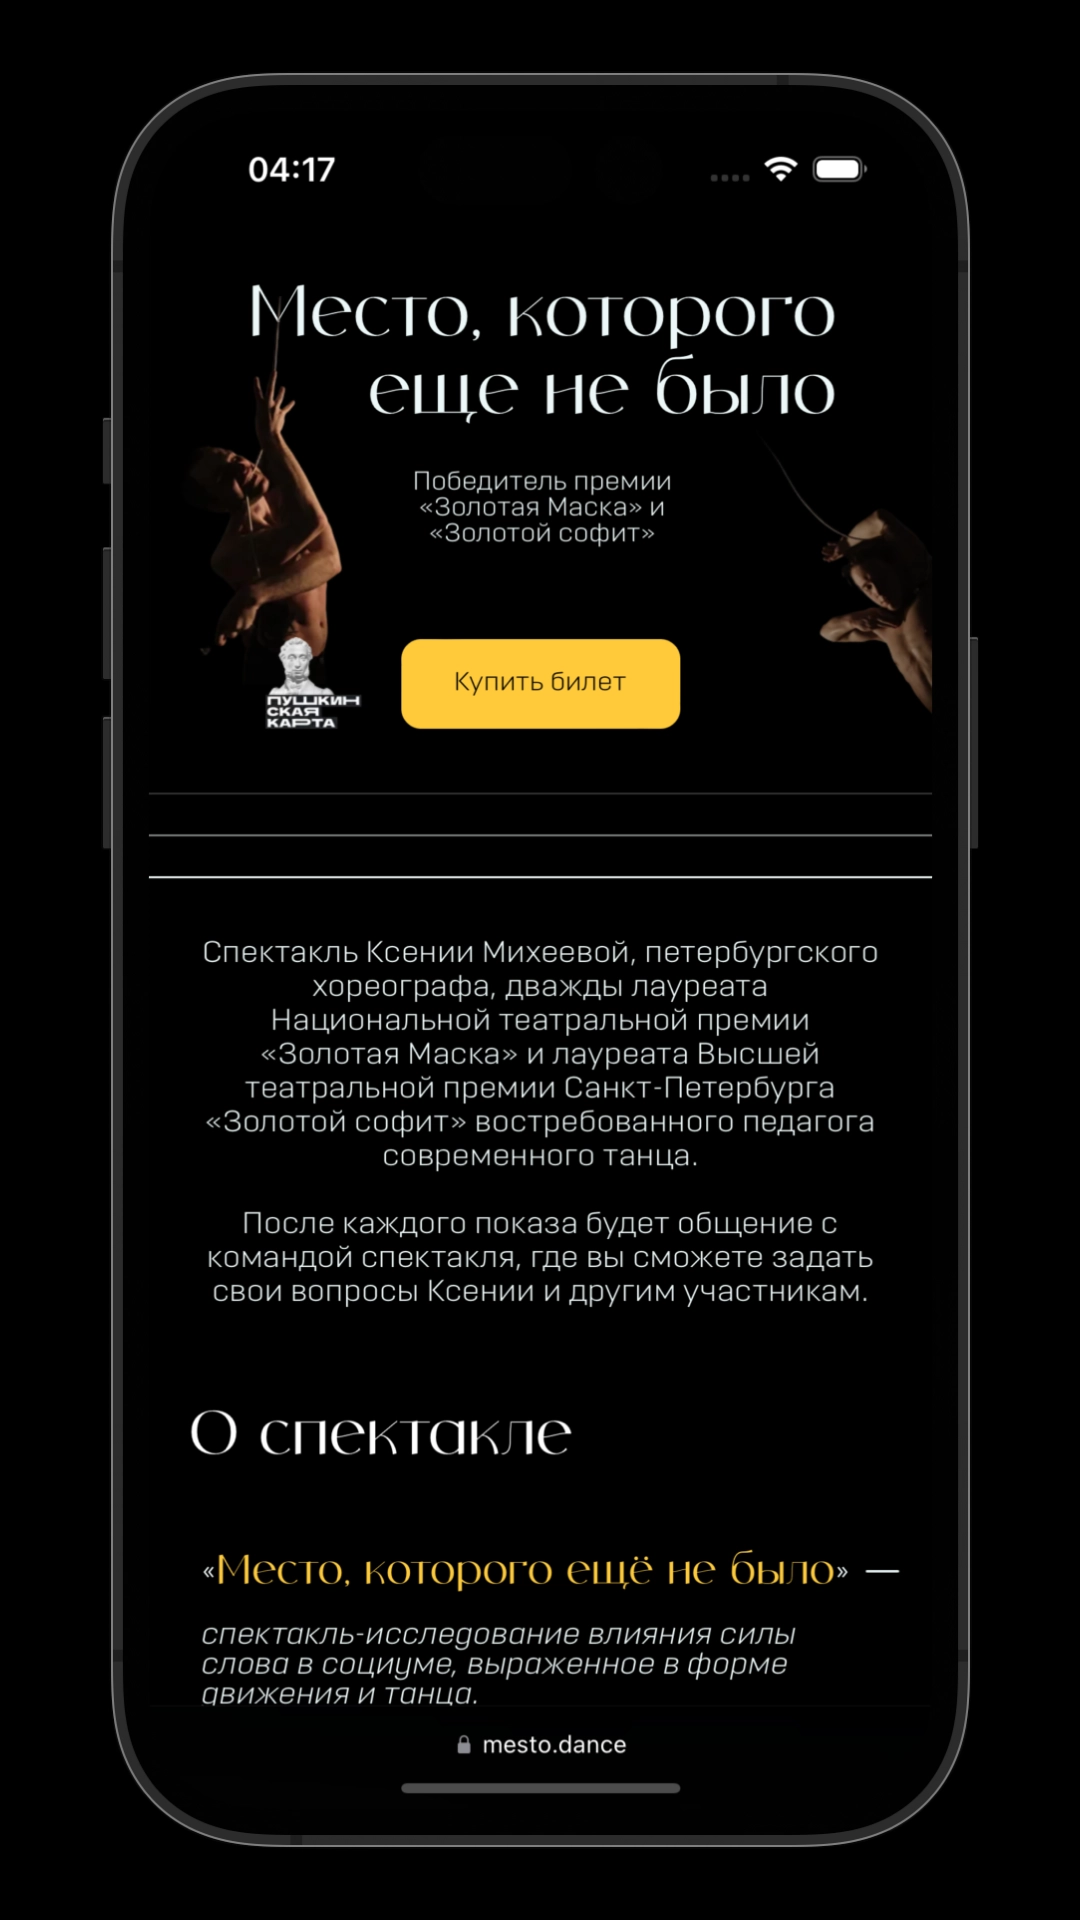 04:17
Место, которого
еще не было
Победитель премии
«Золотая Маска» и
«Золотой софит»
ПУШКИН
СКАЯ
КАРТА
Купить билет
Спектакль Ксении Михеевой, петербургского
хореографа, дважды лауреата
Национальной театральной премии
«Золотая Маска» и лауреата Высшей
театральной премии Санкт-Петербурга
«Золотой софит» востребованного педагога
современного танца.
После каждого показа будет общение с
командой спектакля, где вы сможете задать
свои вопросы Ксении и другим участникам.
О спектакле
«Место, которого ещё не было» —
спектакль-исследование влияния силы
слова в социуме, выраженное в форме
движения и танца.
mesto.dance